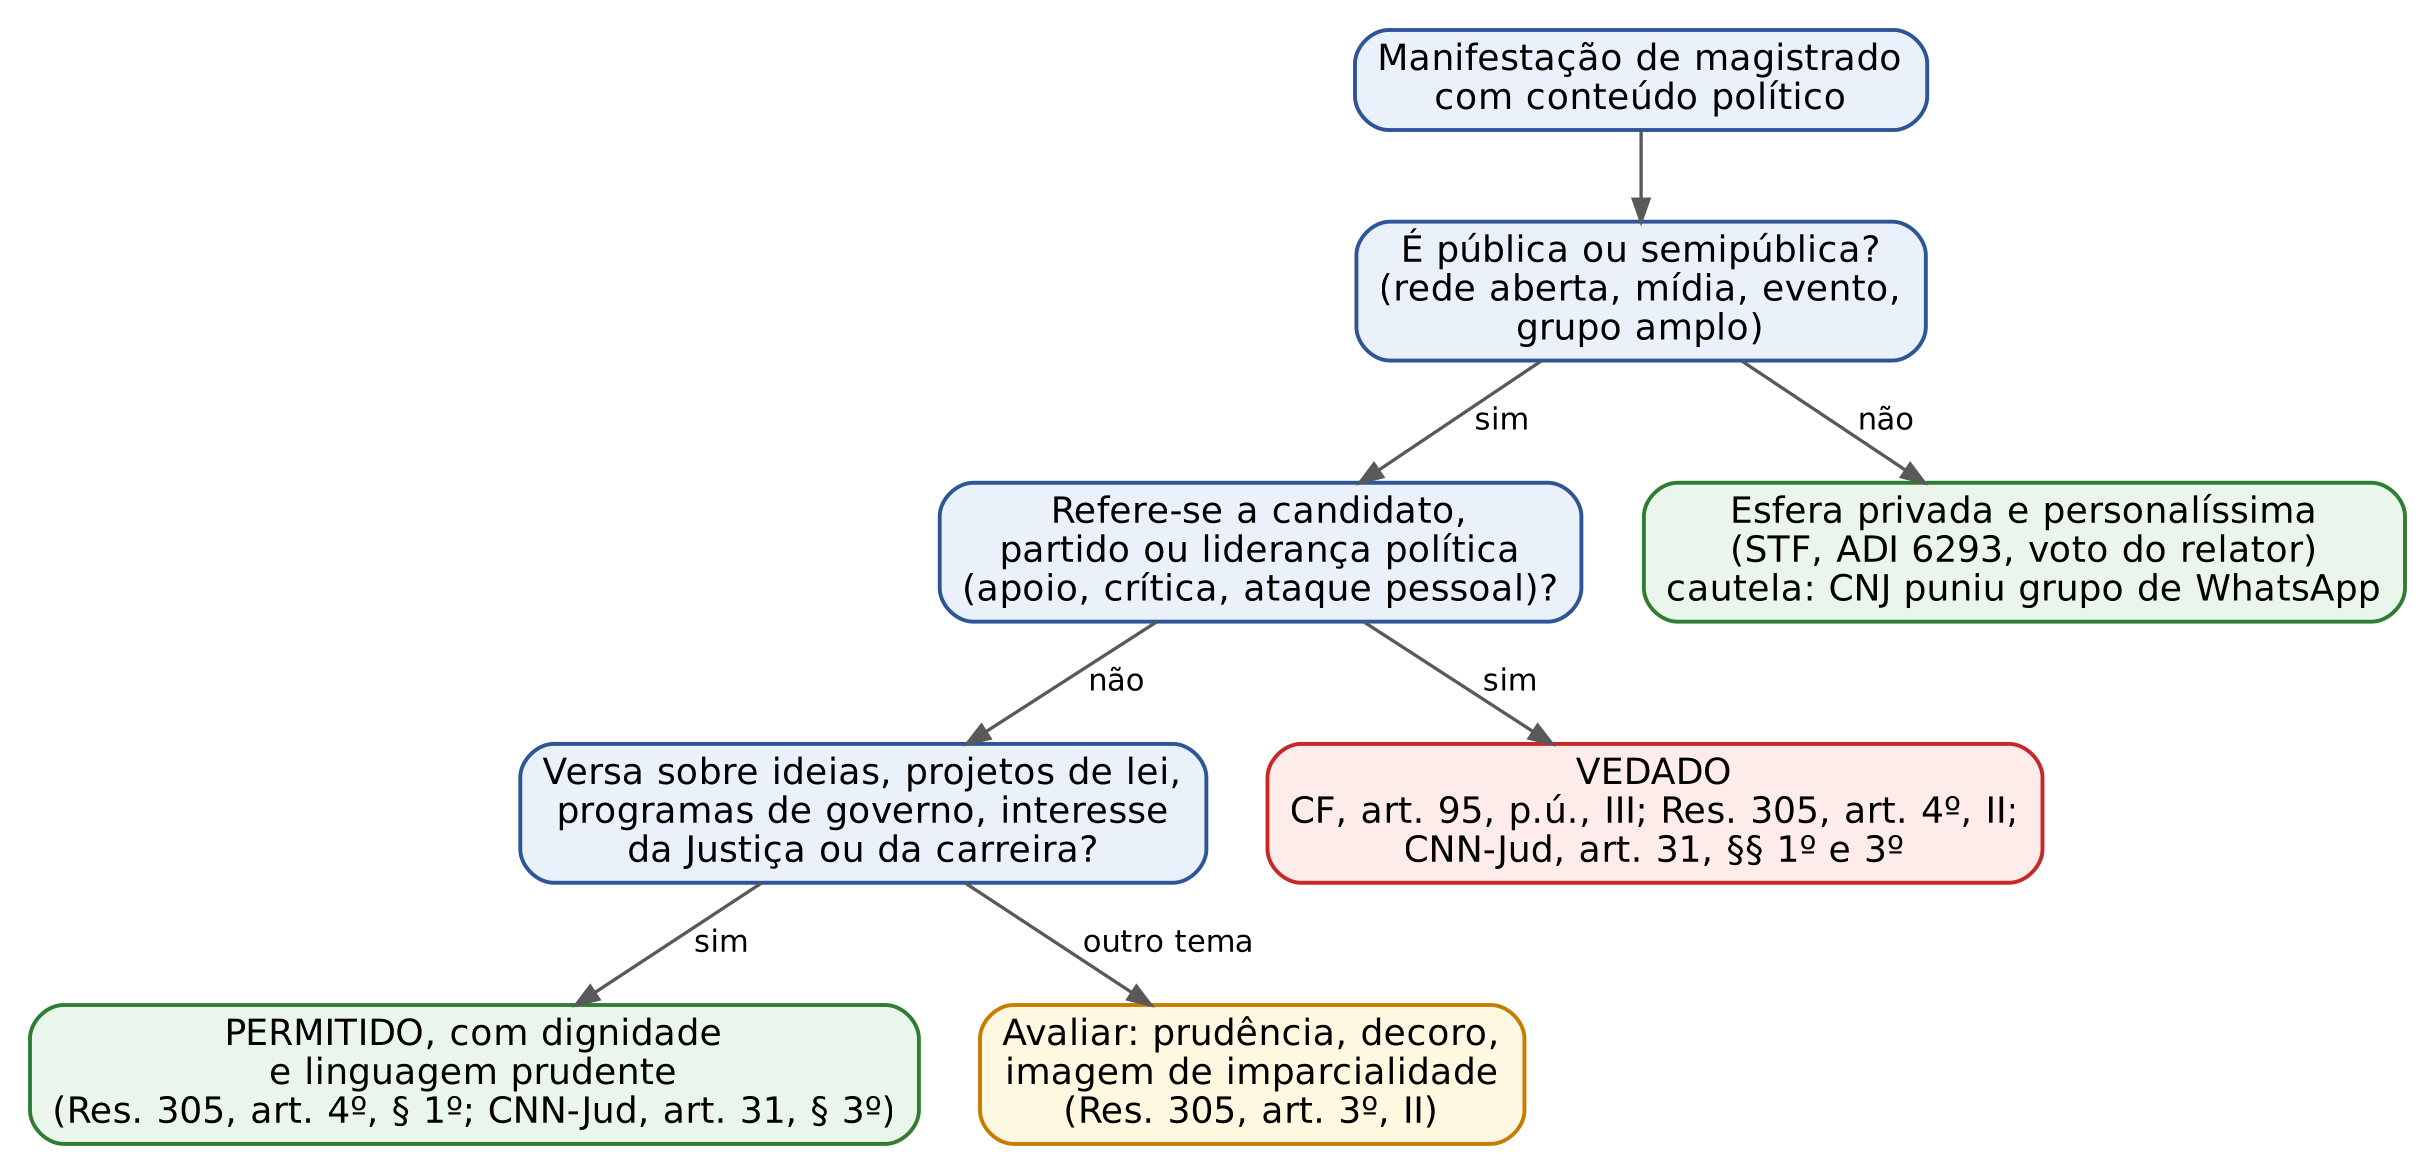 Manifestação de magistrado
com conteúdo político
É pública ou semipública?
(rede aberta, mídia, evento,
grupo amplo)
sim
não
Refere-se a candidato,
partido ou liderança política
(apoio, crítica, ataque pessoal)?
Esfera privada e personalíssima
(STF, ADI 6293, voto do relator)
cautela: CNJ puniu grupo de WhatsApp
não
sim
Versa sobre ideias, projetos de lei,
programas de governo, interesse
da Justiça ou da carreira?
VEDADO
CF, art. 95, p.ú., III; Res. 305, art. 4º, II;
CNN-Jud, art. 31, §§ 1º e 3º
sim
outro tema
PERMITIDO, com dignidade
e linguagem prudente
(Res. 305, art. 4º, § 1º; CNN-Jud, art. 31, § 3º)
Avaliar: prudência, decoro,
imagem de imparcialidade
(Res. 305, art. 3º, II)